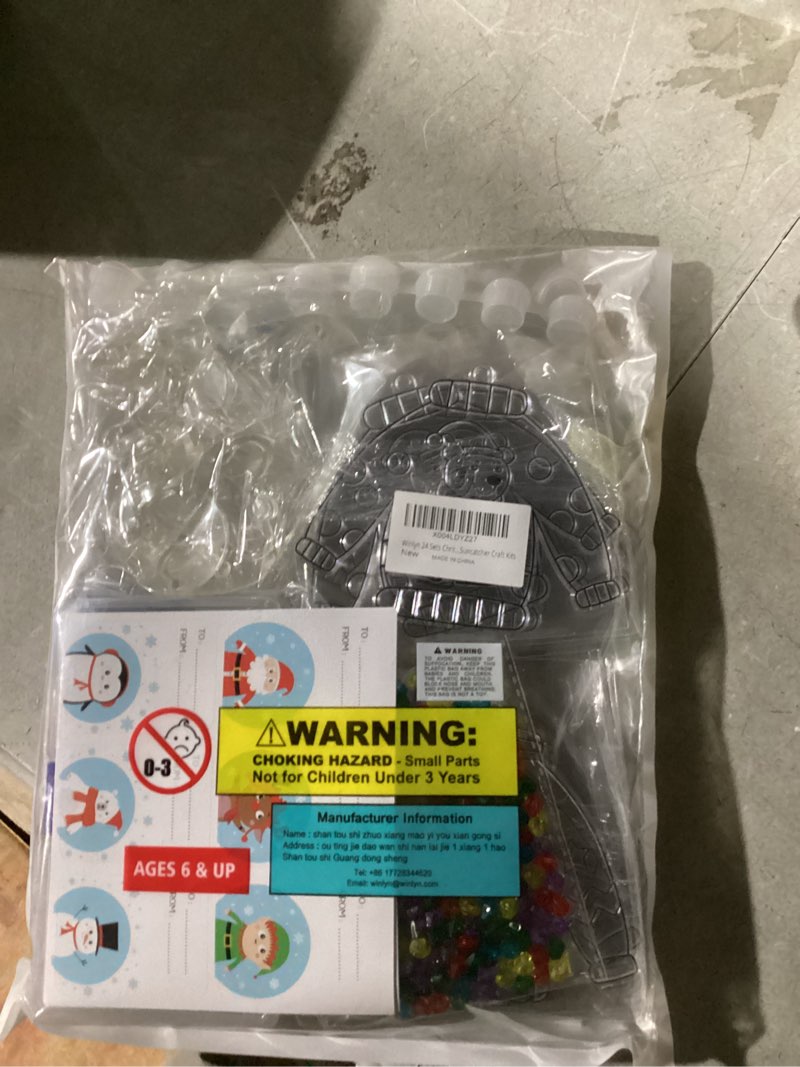 X004LDYZ27
Winlyn 24 Sets Chris...Suncatcher Craft Kits
New
MADE IN CHINA
WARNING
TO AVOID DANGER OF
SUFFOCATION, KEEP THIS
PLASTIC BAG AWAY FROM
BABIES AND CHILDREN.
THE PLASTIC BAG COULD
BLOCK NOSE AND MOUTH
AND PREVENT BREATHING.
THIS BAG IS NOT A TOY.
TO:
FROM:
TO:
FROM:
0-3
WARNING:
CHOKING HAZARD - Small Parts
Not for Children Under 3 Years
Manufacturer Information
Name : shan tou shi zhuo xiang mao yi you xian gong si
Address : ou ting jie dao wan shi nan lai jie 1 xiang 1 hao
Shan tou shi Guang dong sheng
Tel: +86 17728344620
Email: winlyn@winlyn.com
AGES 6 & UP
FROM:
TO:
FROM: